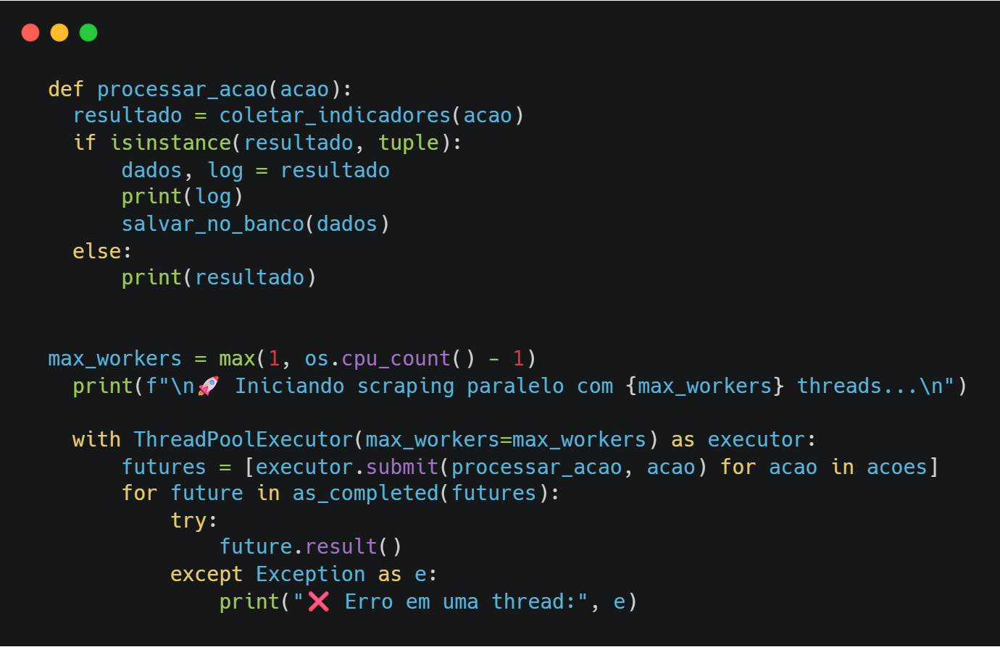 def processar_acao(acao):
  resultado = coletar_indicadores(acao)
  if isinstance(resultado, tuple):
      dados, log = resultado
      print(log)
      salvar_no_banco(dados)
  else:
      print(resultado)
max_workers = max(1, os.cpu_count() - 1)
  print(f"\n🚀 Iniciando scraping paralelo com {max_workers} threads...\n")
  with ThreadPoolExecutor(max_workers=max_workers) as executor:
      futures = [executor.submit(processar_acao, acao) for acao in acoes]
      for future in as_completed(futures):
          try:
              future.result()
          except Exception as e:
              print("❌ Erro em uma thread:", e)